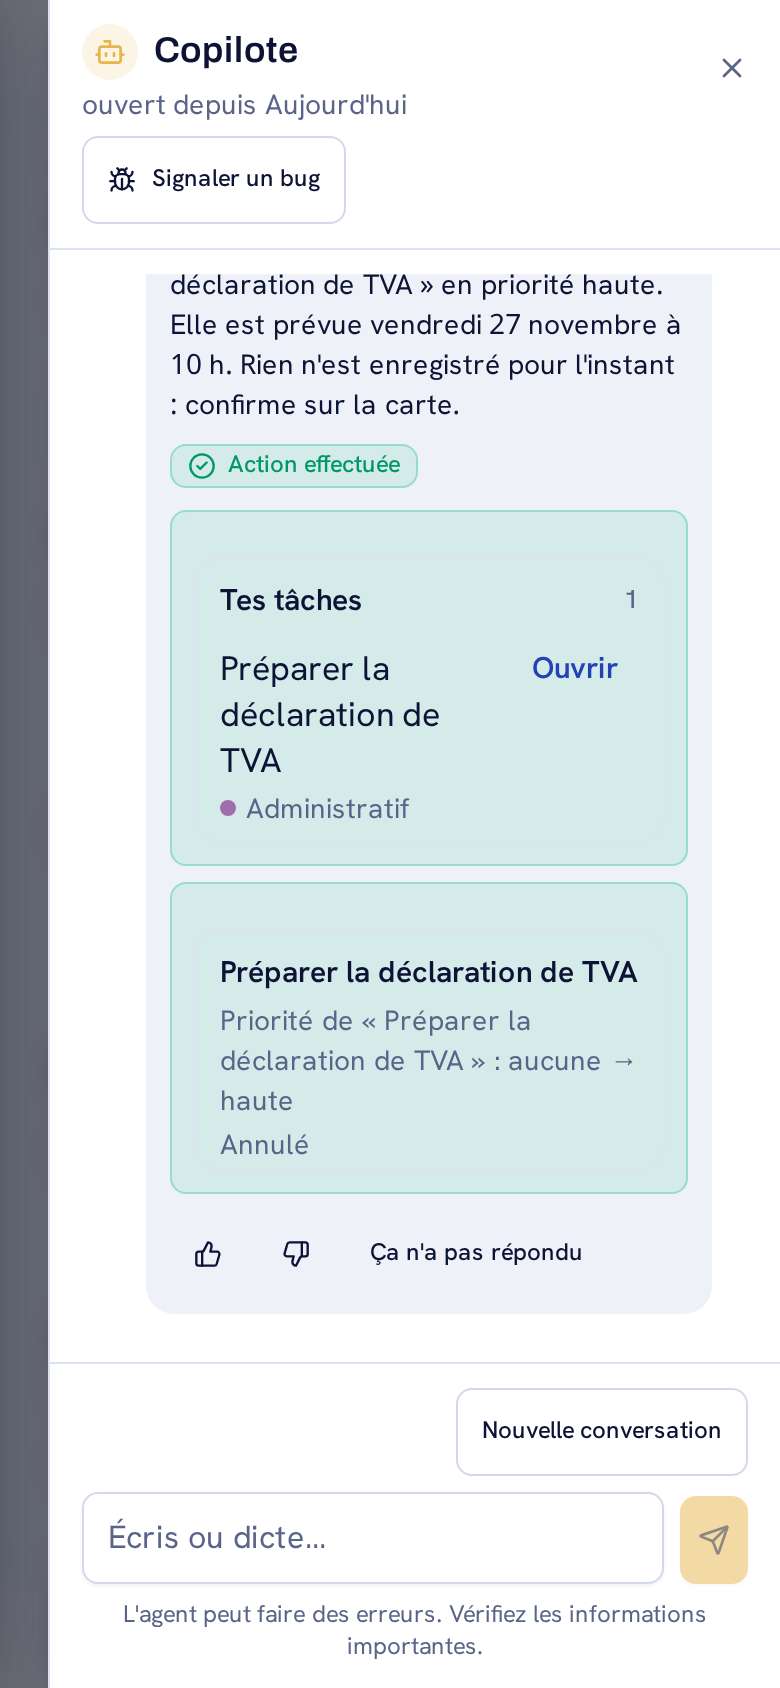 Copilote
ouvert depuis Aujourd'hui
Signaler un bug
déclaration de TVA » en priorité haute.
Elle est prévue vendredi 27 novembre à
10 h. Rien n'est enregistré pour l'instant
: confirme sur la carte.
Action effectuée
Tes tâches 1
Préparer la Ouvrir
déclaration de
TVA
Administratif
Préparer la déclaration de TVA
Priorité de « Préparer la
déclaration de TVA » : aucune →
haute
Annulé
Ça n'a pas répondu
Nouvelle conversation
Écris ou dicte...
L'agent peut faire des erreurs. Vérifiez les informations
importantes.